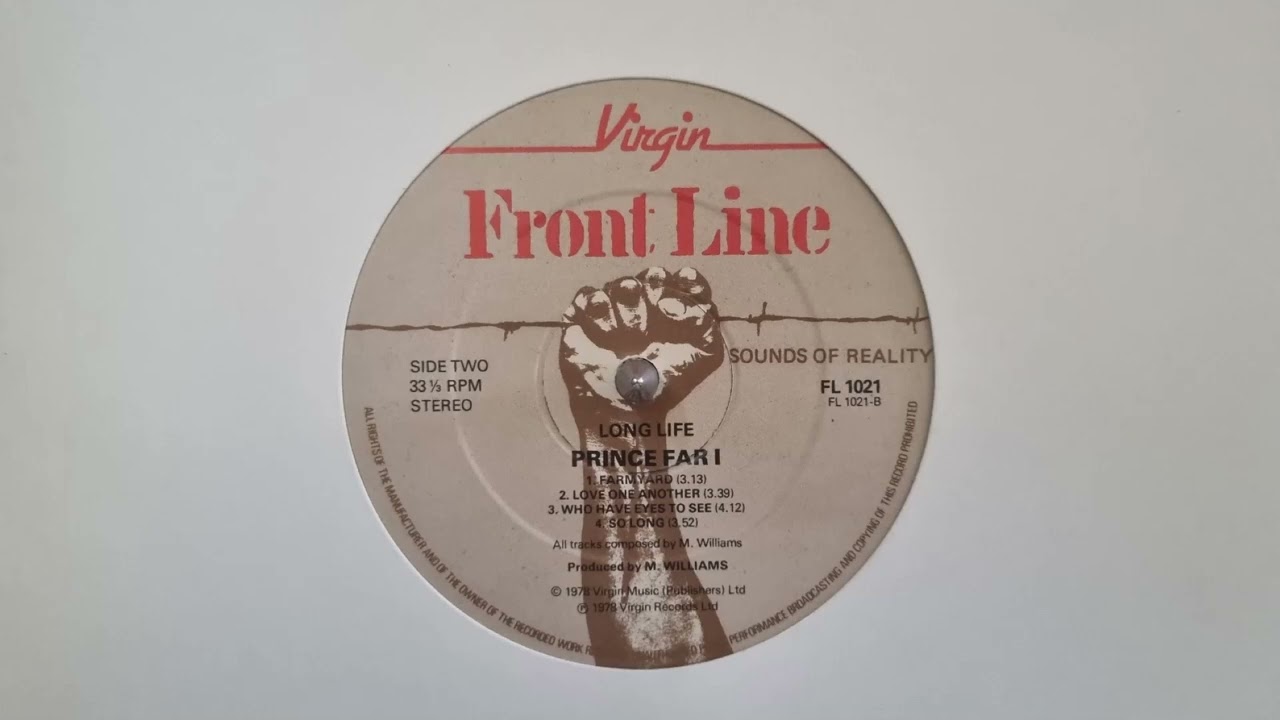 Virgin
Front Line
SOUNDS OF REALITY
SIDE TWO
33 ⅓ RPM
STEREO
FL 1021
FL 1021-B
LONG LIFE
PRINCE FAR I
1. FARMYARD (3.13)
2. LOVE ONE ANOTHER (3.39)
3. WHO HAVE EYES TO SEE (4.12)
4. SO LONG (3.52)
All tracks composed by M. Williams
Produced by M. WILLIAMS
© 1978 Virgin Music (Publishers) Ltd
℗ 1978 Virgin Records Ltd
ALL RIGHTS OF THE MANUFACTURER AND OF THE OWNER OF THE RECORDED WORK
PERFORMANCE BROADCASTING AND COPYING OF THIS RECORD PROHIBITED